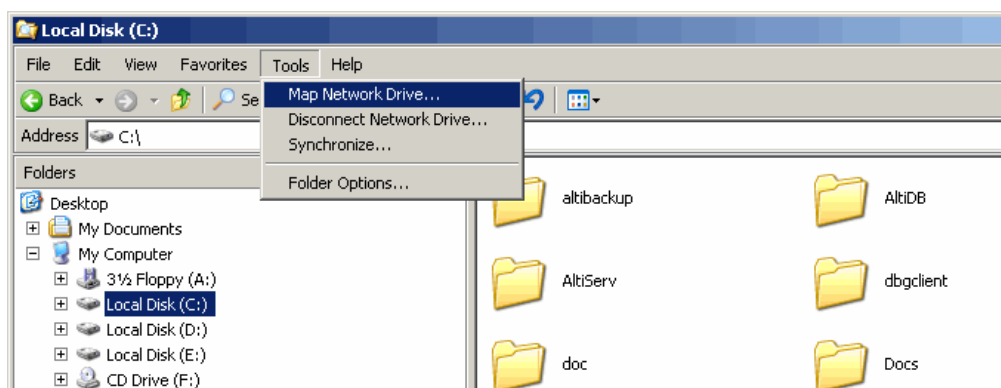 Local Disk (C:)
File Edit View Favorites Tools Help
Back Se
Map Network Drive...
Disconnect Network Drive...
Synchronize...
Folder Options...
Address C:\
Folders
Desktop
My Documents
My Computer
3½ Floppy (A:)
Local Disk (C:)
Local Disk (D:)
Local Disk (E:)
CD Drive (F:)
altibackup AltiDB
AltiServ dbgclient
doc Docs